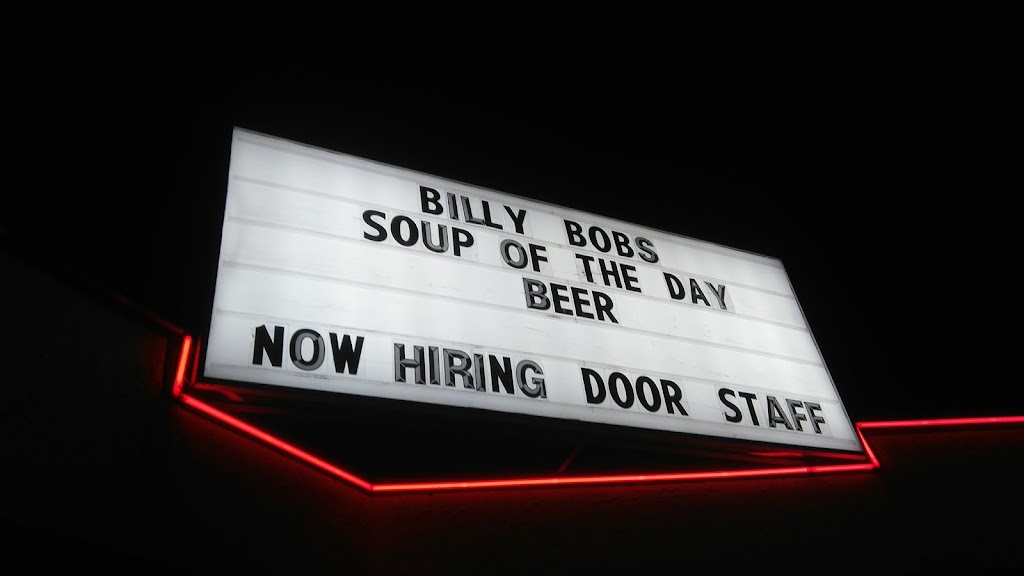 BILLY BOBS
SOUP OF THE DAY
BEER
NOW HIRING DOOR STAFF